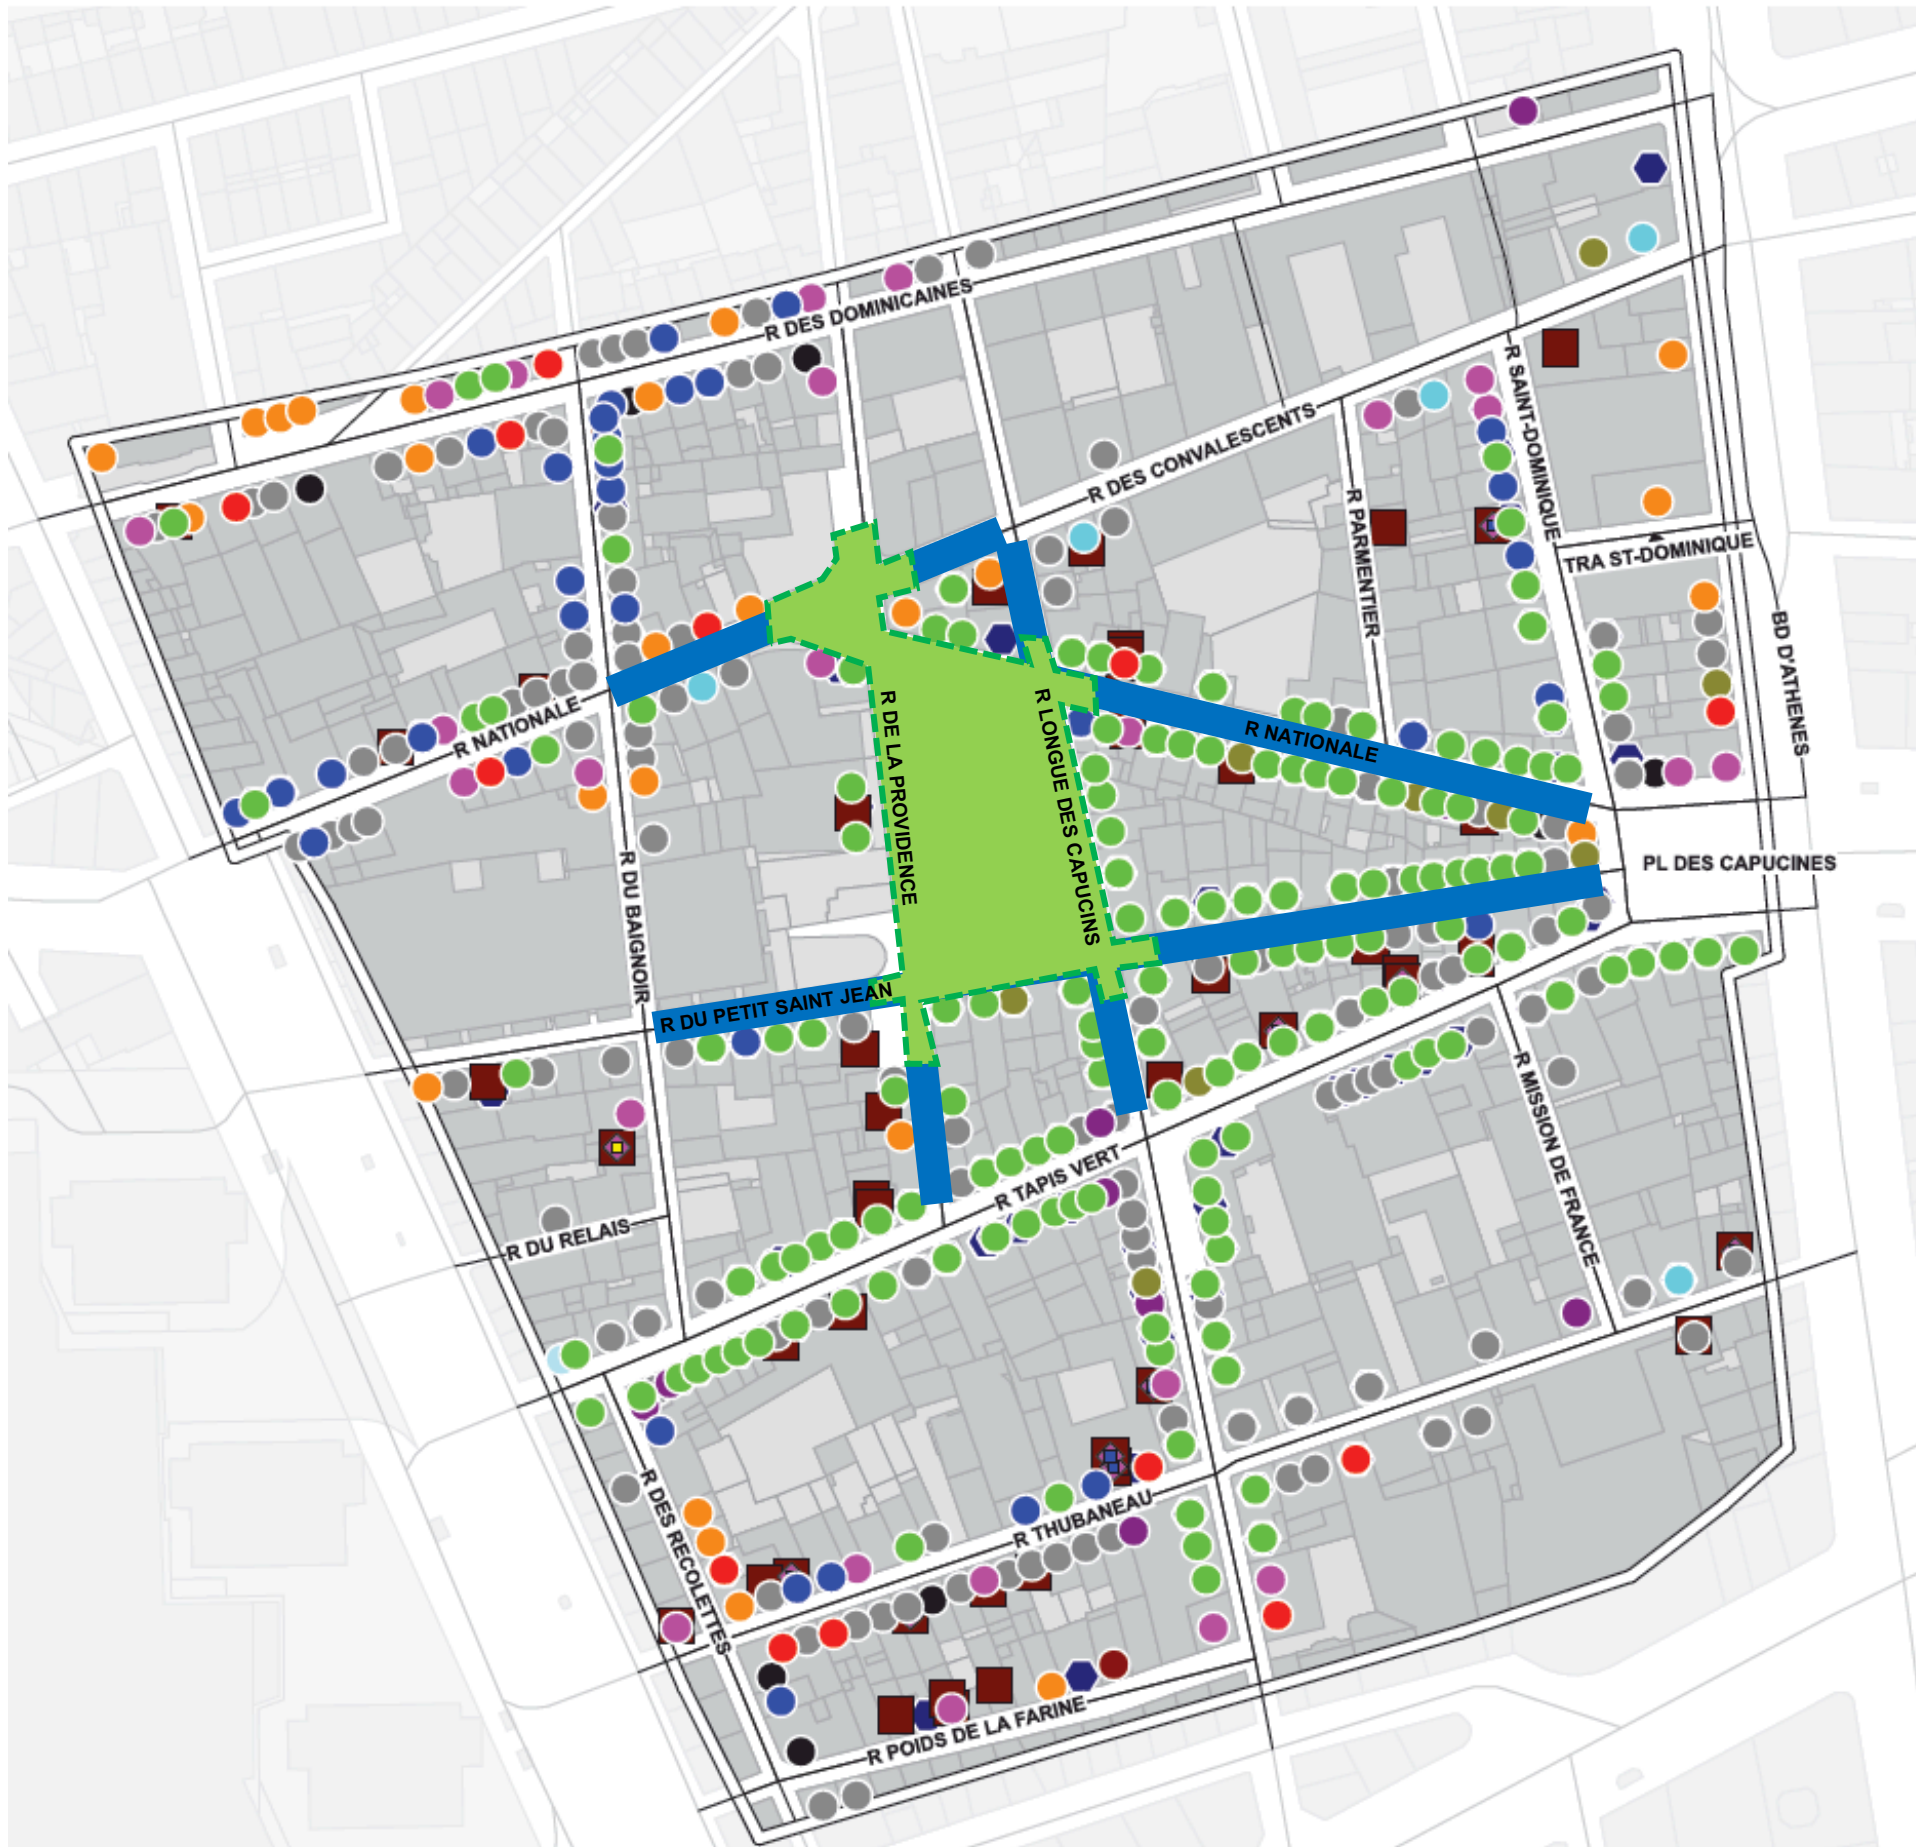 R DES DOMINICAINES
R DES CONVALESCENTS
R SAINT-DOMINIQUE
R PARMENTIER
TRA ST-DOMINIQUE
BD D'ATHENES
R NATIONALE
R DE LA PROVIDENCE
R LONGUE DES CAPUCINS
R NATIONALE
PL DES CAPUCINES
R DU BAIGNOIR
R DU PETIT SAINT JEAN
R MISSION DE FRANCE
R TAPIS VERT
R DU RELAIS
R DES RECOLETTES
R THUBANEAU
R POIDS DE LA FARINE